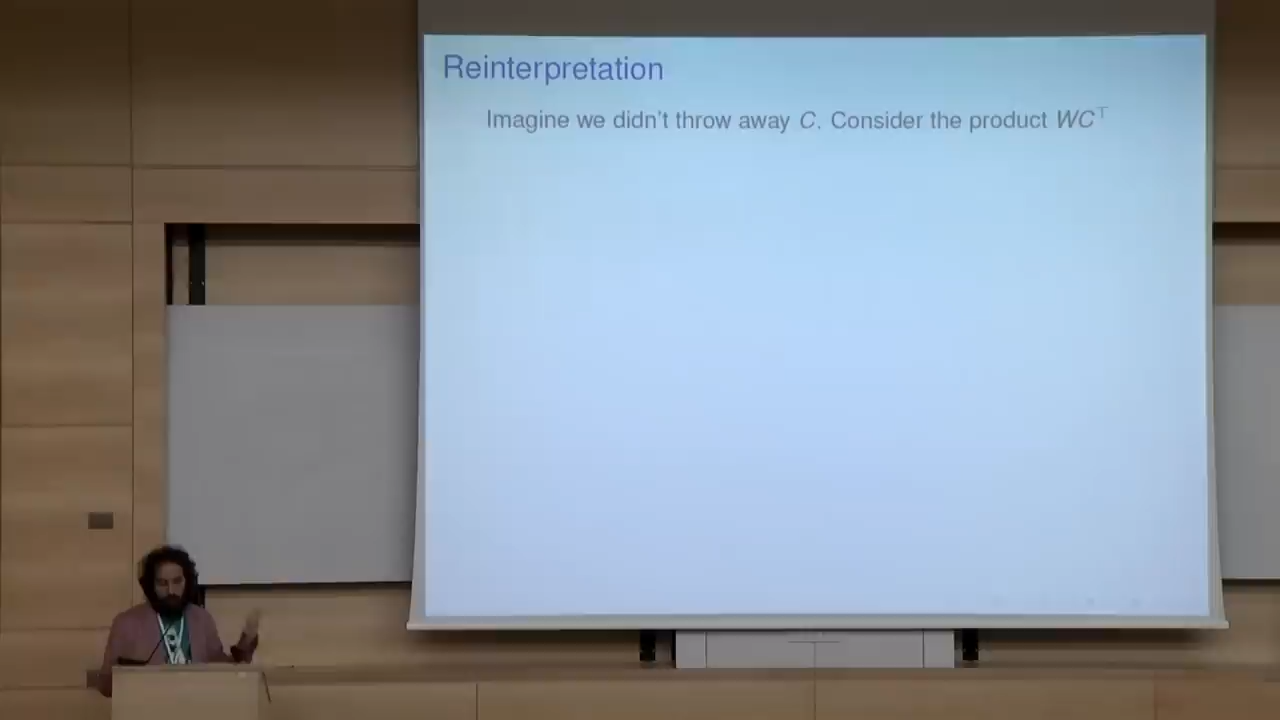 Reinterpretation
Imagine we didn't throw away C. Consider the product WC⊤